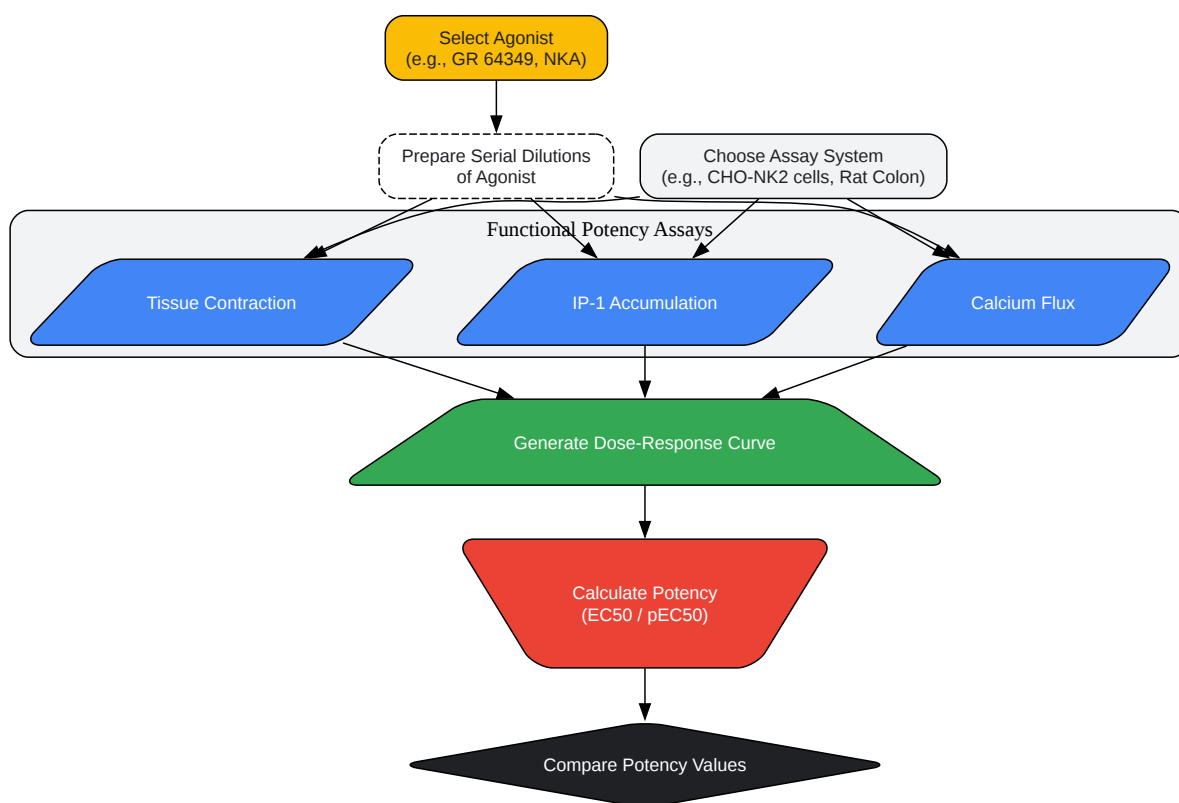 Select Agonist
(e.g., GR 64349, NKA)
Prepare Serial Dilutions
of Agonist
Choose Assay System
(e.g., CHO-NK2 cells, Rat Colon)
Functional Potency Assays
Tissue Contraction
IP-1 Accumulation
Calcium Flux
Generate Dose-Response Curve
Calculate Potency
(EC50 / pEC50)
Compare Potency Values